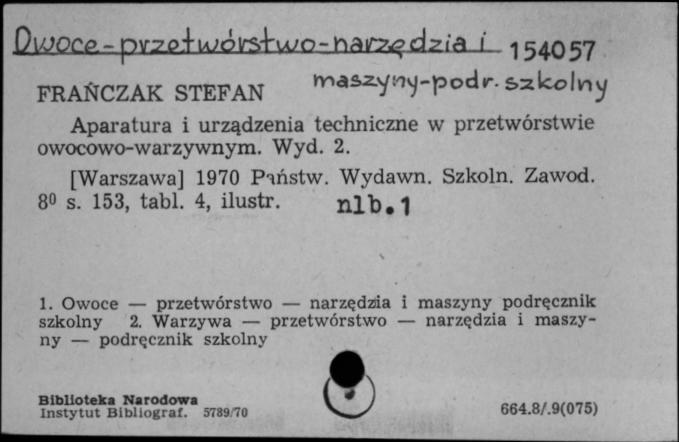 Owoce-przetwórstwo-narzędzia i 154057
maszyny-podr. szkolny
FRAŃCZAK STEFAN
Aparatura i urządzenia techniczne w przetwórstwie
owocowo-warzywnym. Wyd. 2.
[Warszawa] 1970 Państw. Wydawn. Szkoln. Zawod.
8⁰ s. 153, tabl. 4, ilustr. nlb.1
1. Owoce — przetwórstwo — narzędzia i maszyny podręcznik
szkolny 2. Warzywa — przetwórstwo — narzędzia i maszy-
ny — podręcznik szkolny
Biblioteka Narodowa
Instytut Bibliograf. 5789/70 664.8/.9(075)